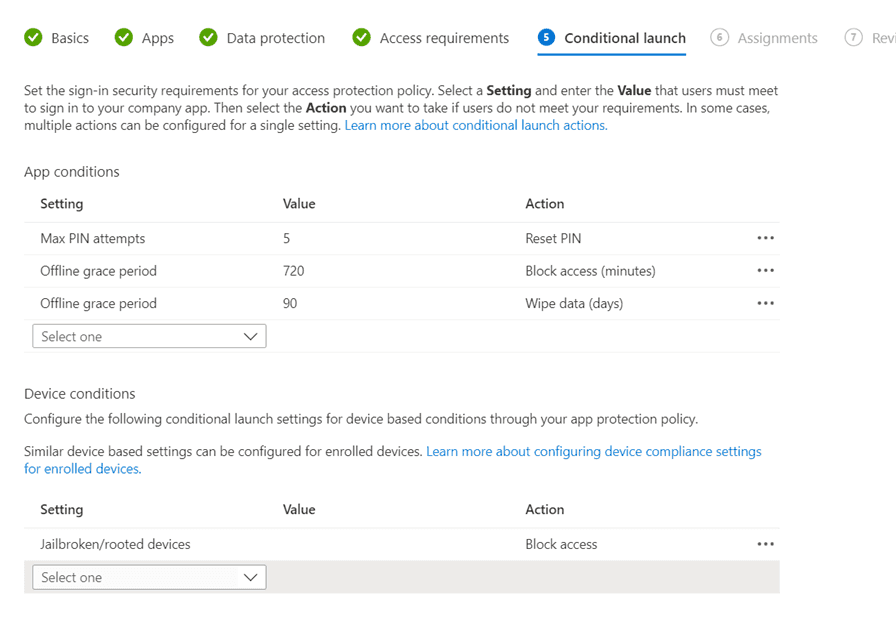 Basics Apps Data protection Access requirements 5 Conditional launch 6 Assignments 7 Revi
Set the sign-in security requirements for your access protection policy. Select a Setting and enter the Value that users must meet
to sign in to your company app. Then select the Action you want to take if users do not meet your requirements. In some cases,
multiple actions can be configured for a single setting. Learn more about conditional launch actions.
App conditions
Setting Value Action
Max PIN attempts 5 Reset PIN
Offline grace period 720 Block access (minutes)
Offline grace period 90 Wipe data (days)
Select one
Device conditions
Configure the following conditional launch settings for device based conditions through your app protection policy.
Similar device based settings can be configured for enrolled devices. Learn more about configuring device compliance settings
for enrolled devices.
Setting Value Action
Jailbroken/rooted devices Block access
Select one